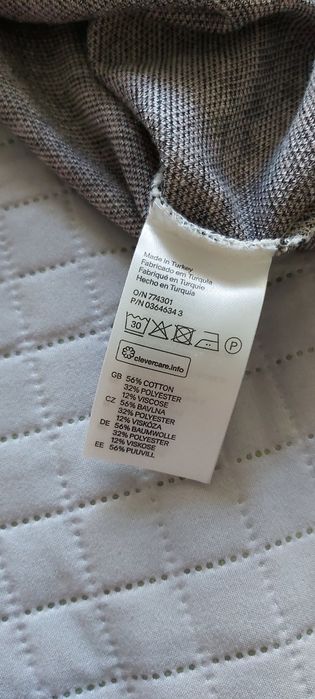 Made in Turkey
Fabricado em Turquia
Fabriqué en Turquie
Hecho en Turquía
O/N 774301
P/N 0364634 3
30
P
clevercare.info
GB 56% COTTON
32% POLYESTER
12% VISCOSE
CZ 56% BAVLNA
32% POLYESTER
12% VISKÓZA
DE 56% BAUMWOLLE
32% POLYESTER
12% VISKOSE
EE 56% PUUVILL